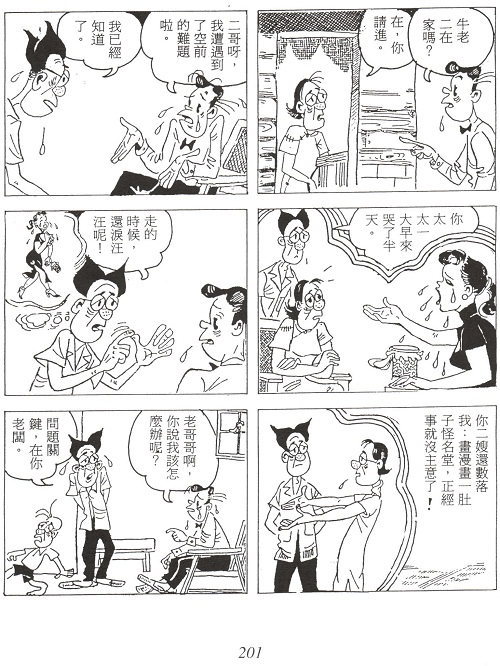 牛老
二在
家嗎？
在，你
請進。
二哥呀，
我遭遇到
了空前
的難題
啦。
我已經
知道
了。
你
太
太一
大早來
哭了半
天。
走的
時候，
還淚汪
汪呢！
你二嫂還數落
我：畫漫畫一肚
子怪名堂，正經
事就沒主意了！
老哥哥啊，
你說我該怎
麼辦呢？
問題關
鍵，在你
老闆。
201